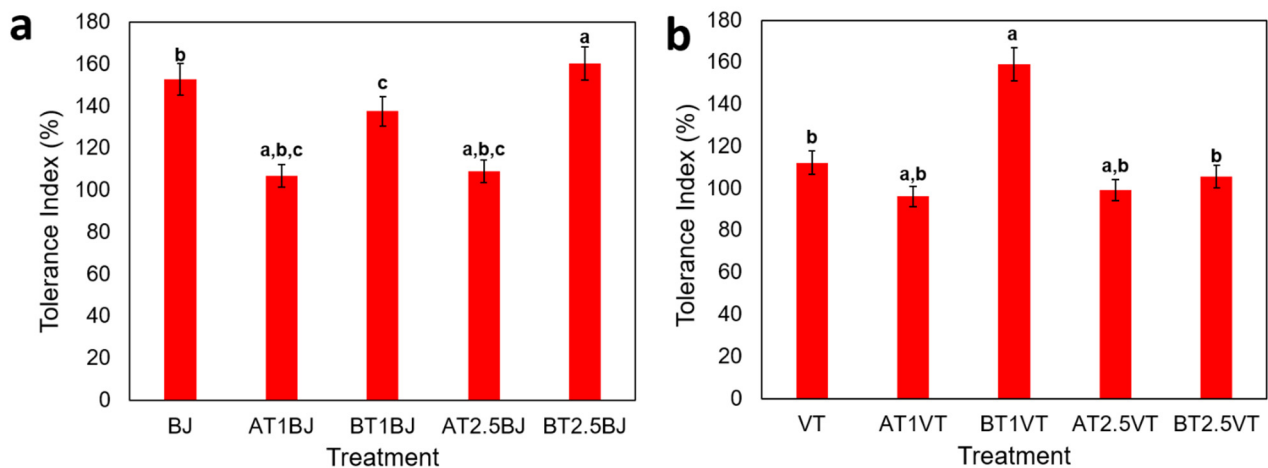 a
Tolerance Index (%)
180
160
140
120
100
80
60
40
20
0
b
a,b,c
c
a,b,c
a
BJ AT1BJ BT1BJ AT2.5BJ BT2.5BJ
Treatment
b
Tolerance Index (%)
180
160
140
120
100
80
60
40
20
0
b
a,b
a
a,b
b
VT AT1VT BT1VT AT2.5VT BT2.5VT
Treatment